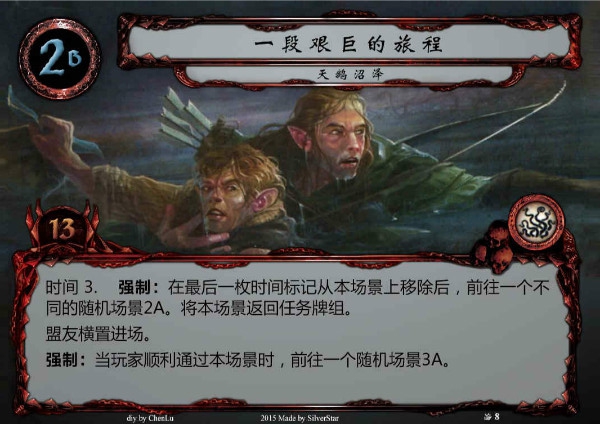 2B
一段艰巨的旅程
天鹅沼泽
13
时间 3. 强制：在最后一枚时间标记从本场景上移除后，前往一个不
同的随机场景2A。将本场景返回任务牌组。
盟友横置进场。
强制：当玩家顺利通过本场景时，前往一个随机场景3A。
diy by ChenLu
2015 Made by SilverStar
8